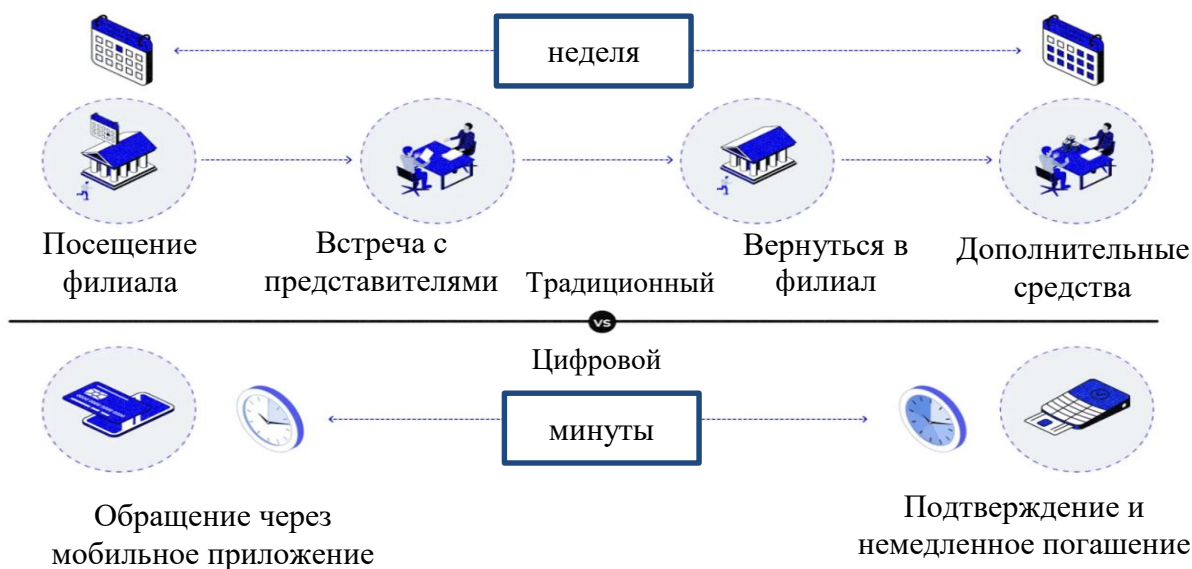 неделя
Посещение
филиала
Встреча с
представителями
Традиционный
Вернуться в
филиал
Дополнительные
средства
VS
Цифровой
минуты
Обращение через
мобильное приложение
Подтверждение и
немедленное погашение